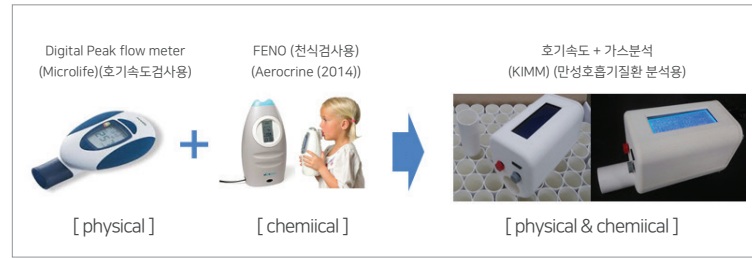 Digital Peak flow meter
(Microlife)(호기속도검사용)
FENO (천식검사용)
(Aerocrine (2014))
호기속도 + 가스분석
(KIMM) (만성호흡기질환 분석용)
[ physical ]
[ chemiical ]
[ physical & chemiical ]